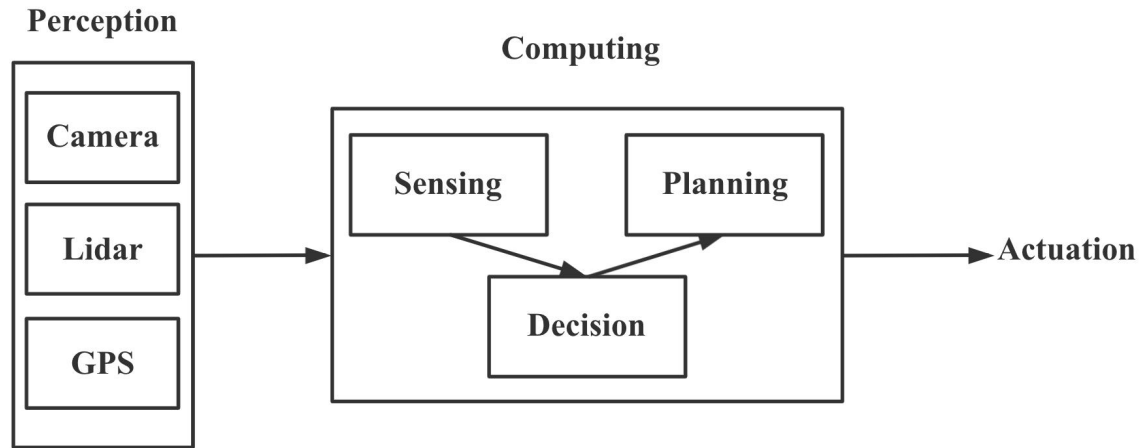 Perception
Camera
Lidar
GPS
Computing
Sensing
Planning
Decision
Actuation